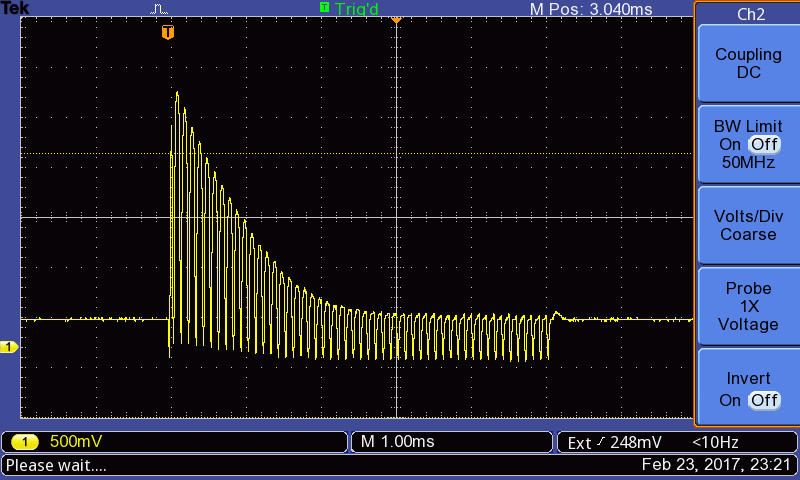 Tek T Trig'd M Pos: 3.040ms Ch2
T
Coupling
DC
BW Limit
On Off
50MHz
Volts/Div
Coarse
Probe
1X
Voltage
1
Invert
On Off
1 500mV M 1.00ms Ext 248mV <10Hz
Please wait.... Feb 23, 2017, 23:21